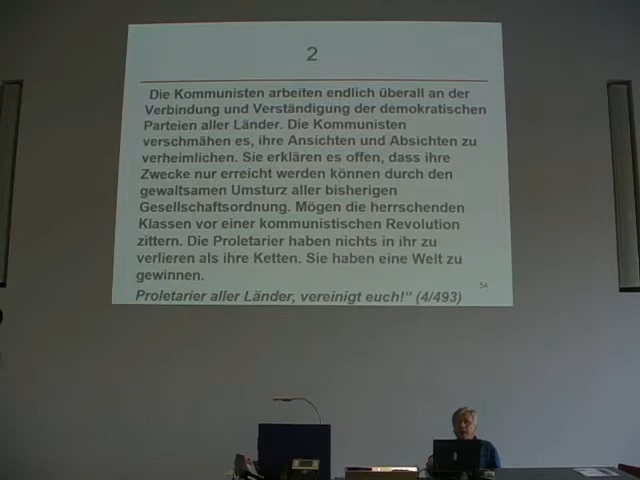 2
Die Kommunisten arbeiten endlich überall an der
Verbindung und Verständigung der demokratischen
Parteien aller Länder. Die Kommunisten
verschmähen es, ihre Ansichten und Absichten zu
verheimlichen. Sie erklären es offen, dass ihre
Zwecke nur erreicht werden können durch den
gewaltsamen Umsturz aller bisherigen
Gesellschaftsordnung. Mögen die herrschenden
Klassen vor einer kommunistischen Revolution
zittern. Die Proletarier haben nichts in ihr zu
verlieren als ihre Ketten. Sie haben eine Welt zu
gewinnen.
54
Proletarier aller Länder, vereinigt euch!“ (4/493)